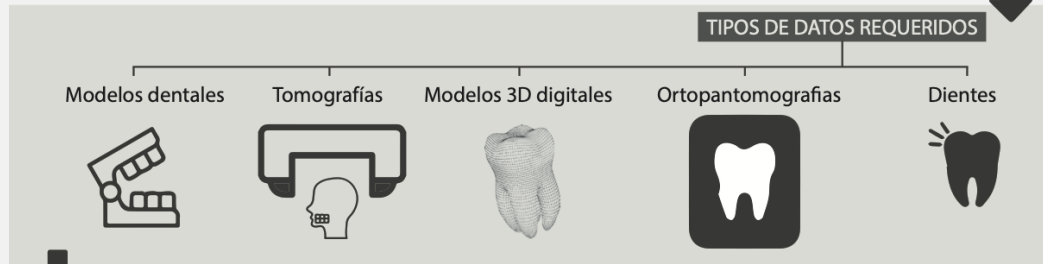 TIPOS DE DATOS REQUERIDOS
Modelos dentales
Tomografías
Modelos 3D digitales
Ortopantomografias
Dientes